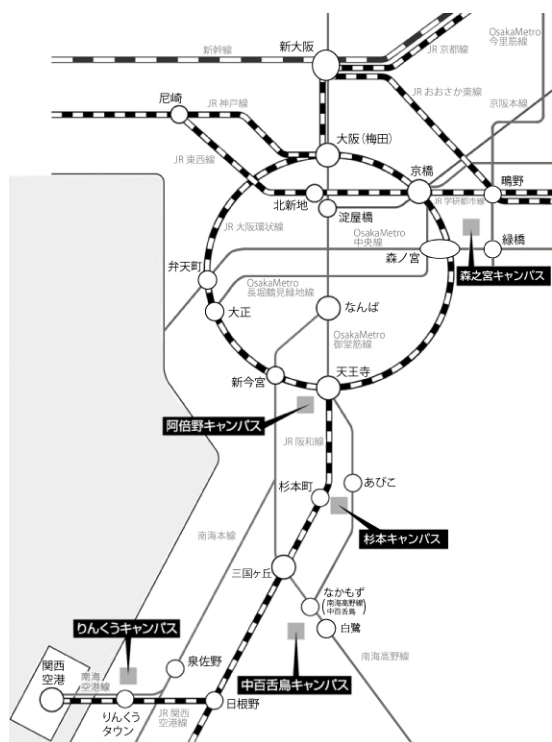 新幹線
新大阪
JR 京都線
OsakaMetro
今里筋線
JR おおさか東線
京阪本線
尼崎
JR 神戸線
大阪(梅田)
JR 東西線
京橋
鴫野
北新地
JR 学研都市線
淀屋橋
JR 大阪環状線
OsakaMetro
中央線
森ノ宮
緑橋
森之宮キャンパス
弁天町
OsakaMetro
長堀鶴見緑地線
大正
なんば
OsakaMetro
御堂筋線
新今宮
天王寺
阿倍野キャンパス
JR 阪和線
あびこ
杉本町
南海本線
杉本キャンパス
三国ヶ丘
なかもず
(南海高野線)
中百舌鳥
白鷺
りんくうキャンパス
南海高野線
関西
空港
南海
空港線
泉佐野
中百舌鳥キャンパス
りんくう
タウン
JR 関西
空港線
日根野